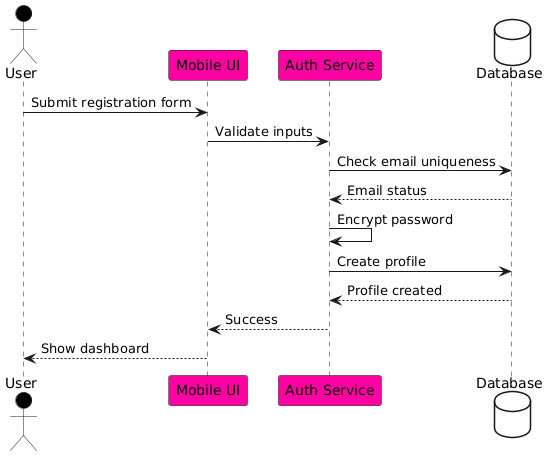 User
Mobile UI
Auth Service
Database
Submit registration form
Validate inputs
Check email uniqueness
Email status
Encrypt password
Create profile
Profile created
Success
Show dashboard
User
Mobile UI
Auth Service
Database